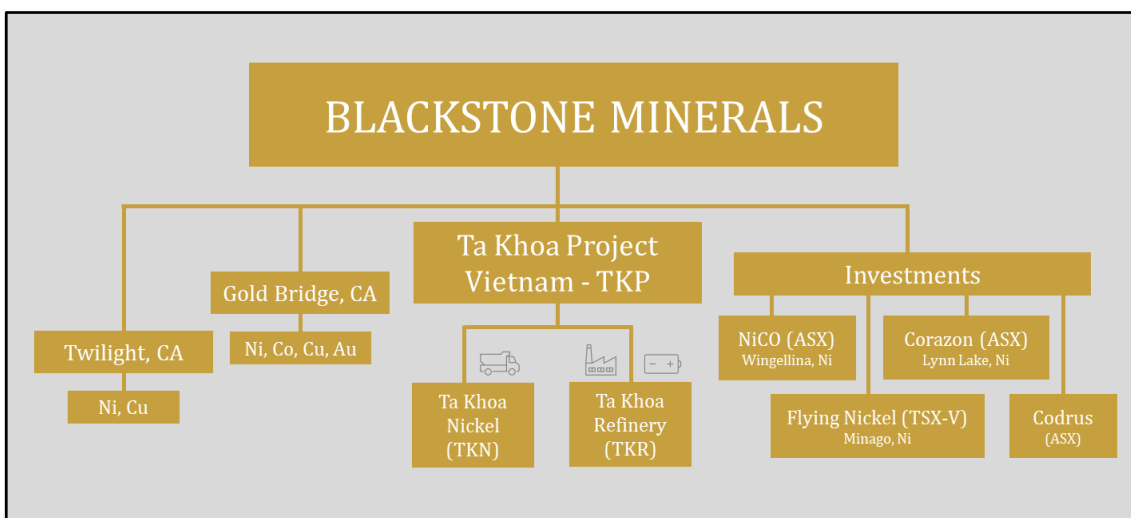 BLACKSTONE MINERALS
Ta Khoa Project
Vietnam - TKP
Gold Bridge, CA
Investments
Twilight, CA
Ni, Co, Cu, Au
Ni, Cu
Ta Khoa
Nickel
(TKN)
Ta Khoa
Refinery
(TKR)
NiCO (ASX)
Wingellina, Ni
Corazon (ASX)
Lynn Lake, Ni
Flying Nickel (TSX-V)
Minago, Ni
Codrus
(ASX)